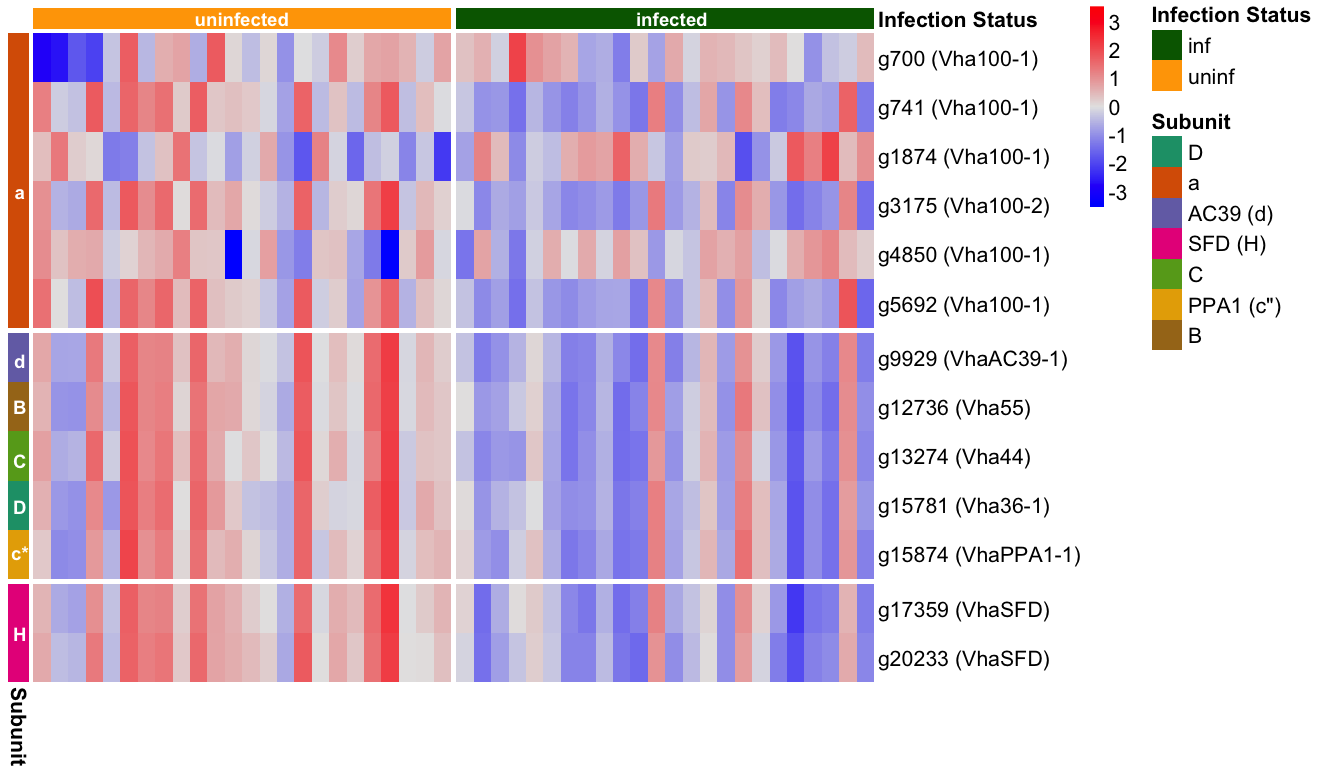 uninfected
infected
Infection Status
a
d
B
C
D
c*
H
Subunit
g700 (Vha100-1)
g741 (Vha100-1)
g1874 (Vha100-1)
g3175 (Vha100-2)
g4850 (Vha100-1)
g5692 (Vha100-1)
g9929 (VhaAC39-1)
g12736 (Vha55)
g13274 (Vha44)
g15781 (Vha36-1)
g15874 (VhaPPA1-1)
g17359 (VhaSFD)
g20233 (VhaSFD)
3
2
1
0
-1
-2
-3
Infection Status
inf
uninf
Subunit
D
a
AC39 (d)
SFD (H)
C
PPA1 (c")
B